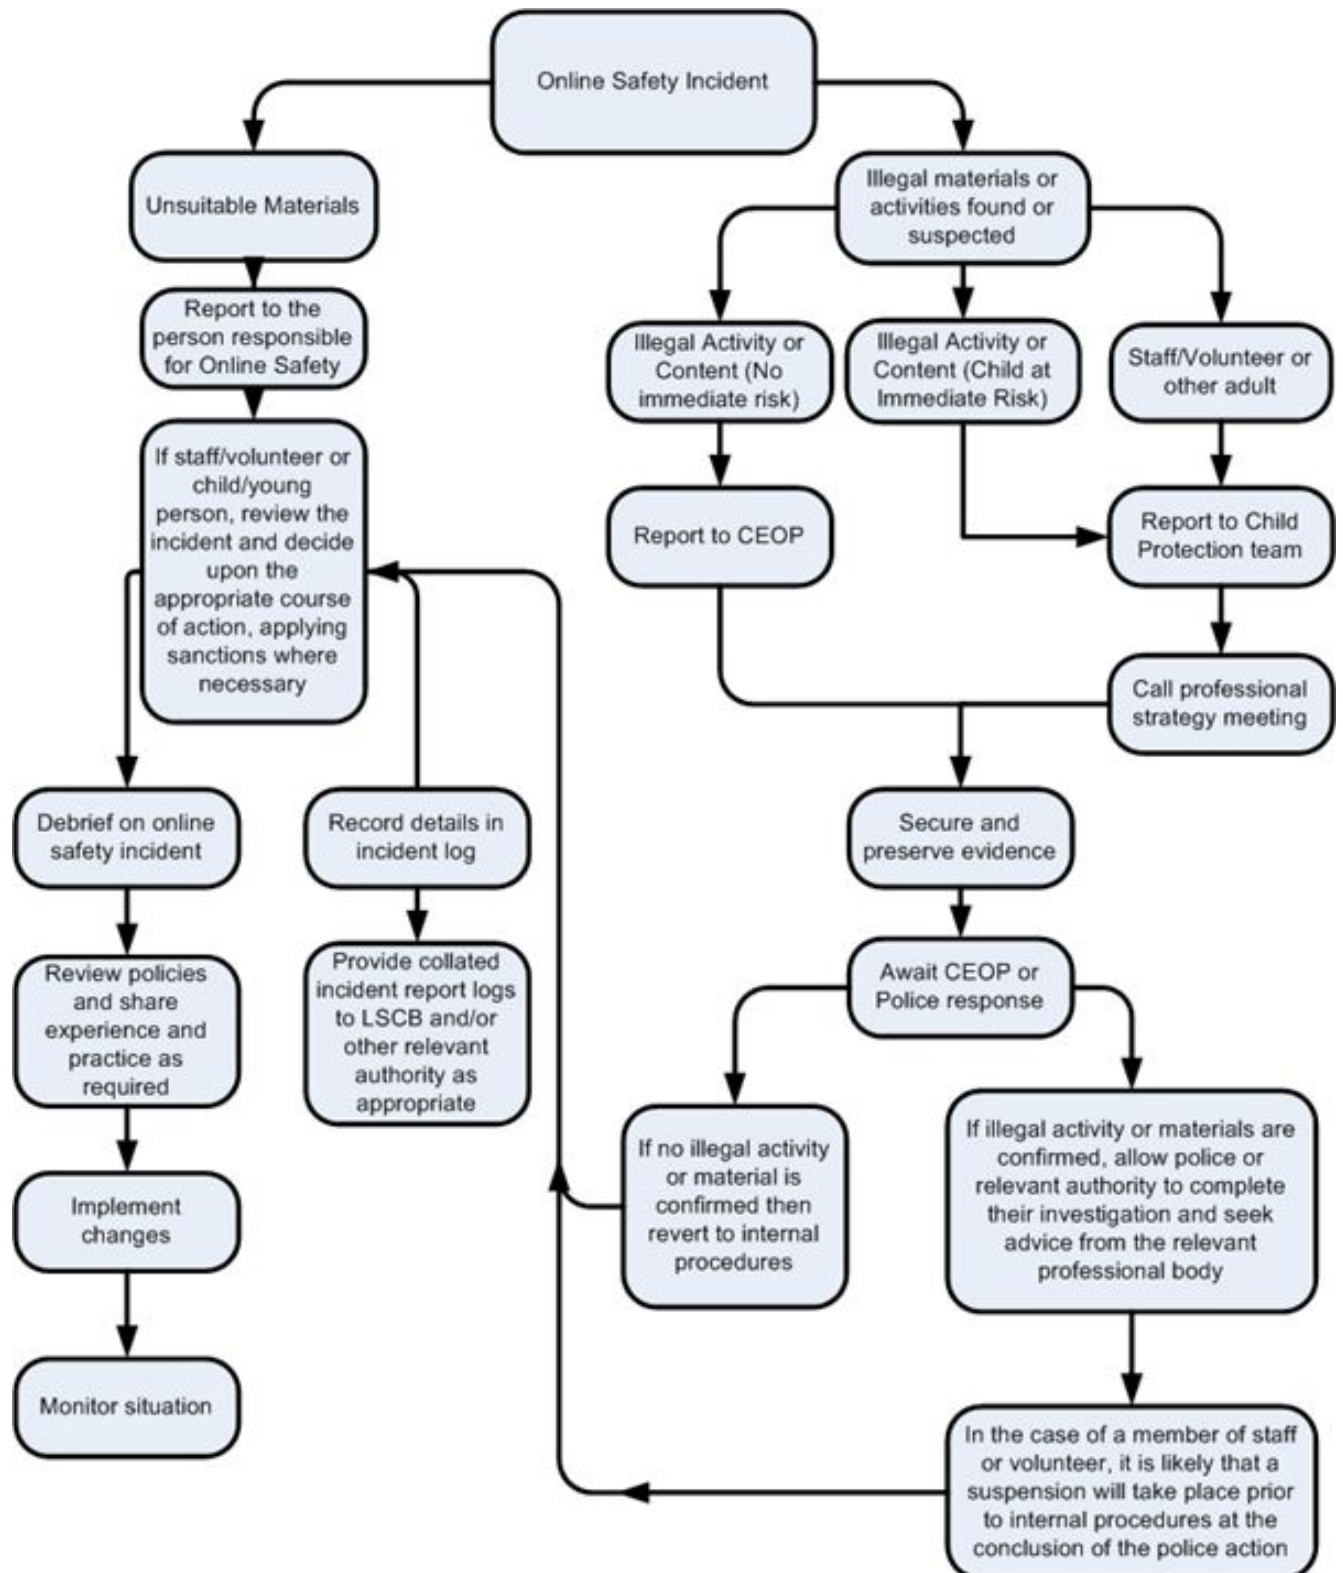 Online Safety Incident
Unsuitable Materials
Illegal materials or
activities found or
suspected
Report to the
person responsible
for Online Safety
Illegal Activity or
Content (No
immediate risk)
Illegal Activity or
Content (Child at
Immediate Risk)
Staff/Volunteer or
other adult
If staff/volunteer or
child/young
person, review the
incident and decide
upon the
appropriate course
of action, applying
sanctions where
necessary
Report to CEOP
Report to Child
Protection team
Call professional
strategy meeting
Debrief on online
safety incident
Record details in
incident log
Secure and
preserve evidence
Review policies
and share
experience and
practice as
required
Provide collated
incident report logs
to LSCB and/or
other relevant
authority as
appropriate
Await CEOP or
Police response
If no illegal activity
or material is
confirmed then
revert to internal
procedures
If illegal activity or materials are
confirmed, allow police or
relevant authority to complete
their investigation and seek
advice from the relevant
professional body
Implement
changes
Monitor situation
In the case of a member of staff
or volunteer, it is likely that a
suspension will take place prior
to internal procedures at the
conclusion of the police action